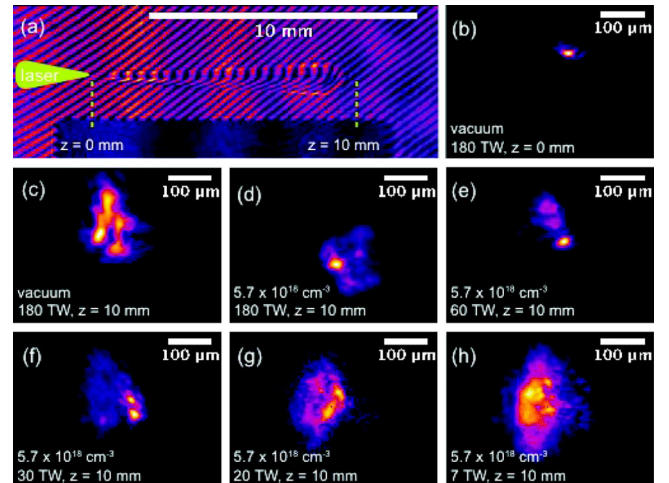 (a)
10 mm
laser
z = 0 mm
z = 10 mm
(b)
100 μm
vacuum
180 TW, z = 0 mm
(c)
100 μm
vacuum
180 TW, z = 10 mm
(d)
100 μm
5.7 x 10¹⁸ cm⁻³
180 TW, z = 10 mm
(e)
100 μm
5.7 x 10¹⁸ cm⁻³
60 TW, z = 10 mm
(f)
100 μm
5.7 x 10¹⁸ cm⁻³
30 TW, z = 10 mm
(g)
100 μm
5.7 x 10¹⁸ cm⁻³
20 TW, z = 10 mm
(h)
100 μm
5.7 x 10¹⁸ cm⁻³
7 TW, z = 10 mm